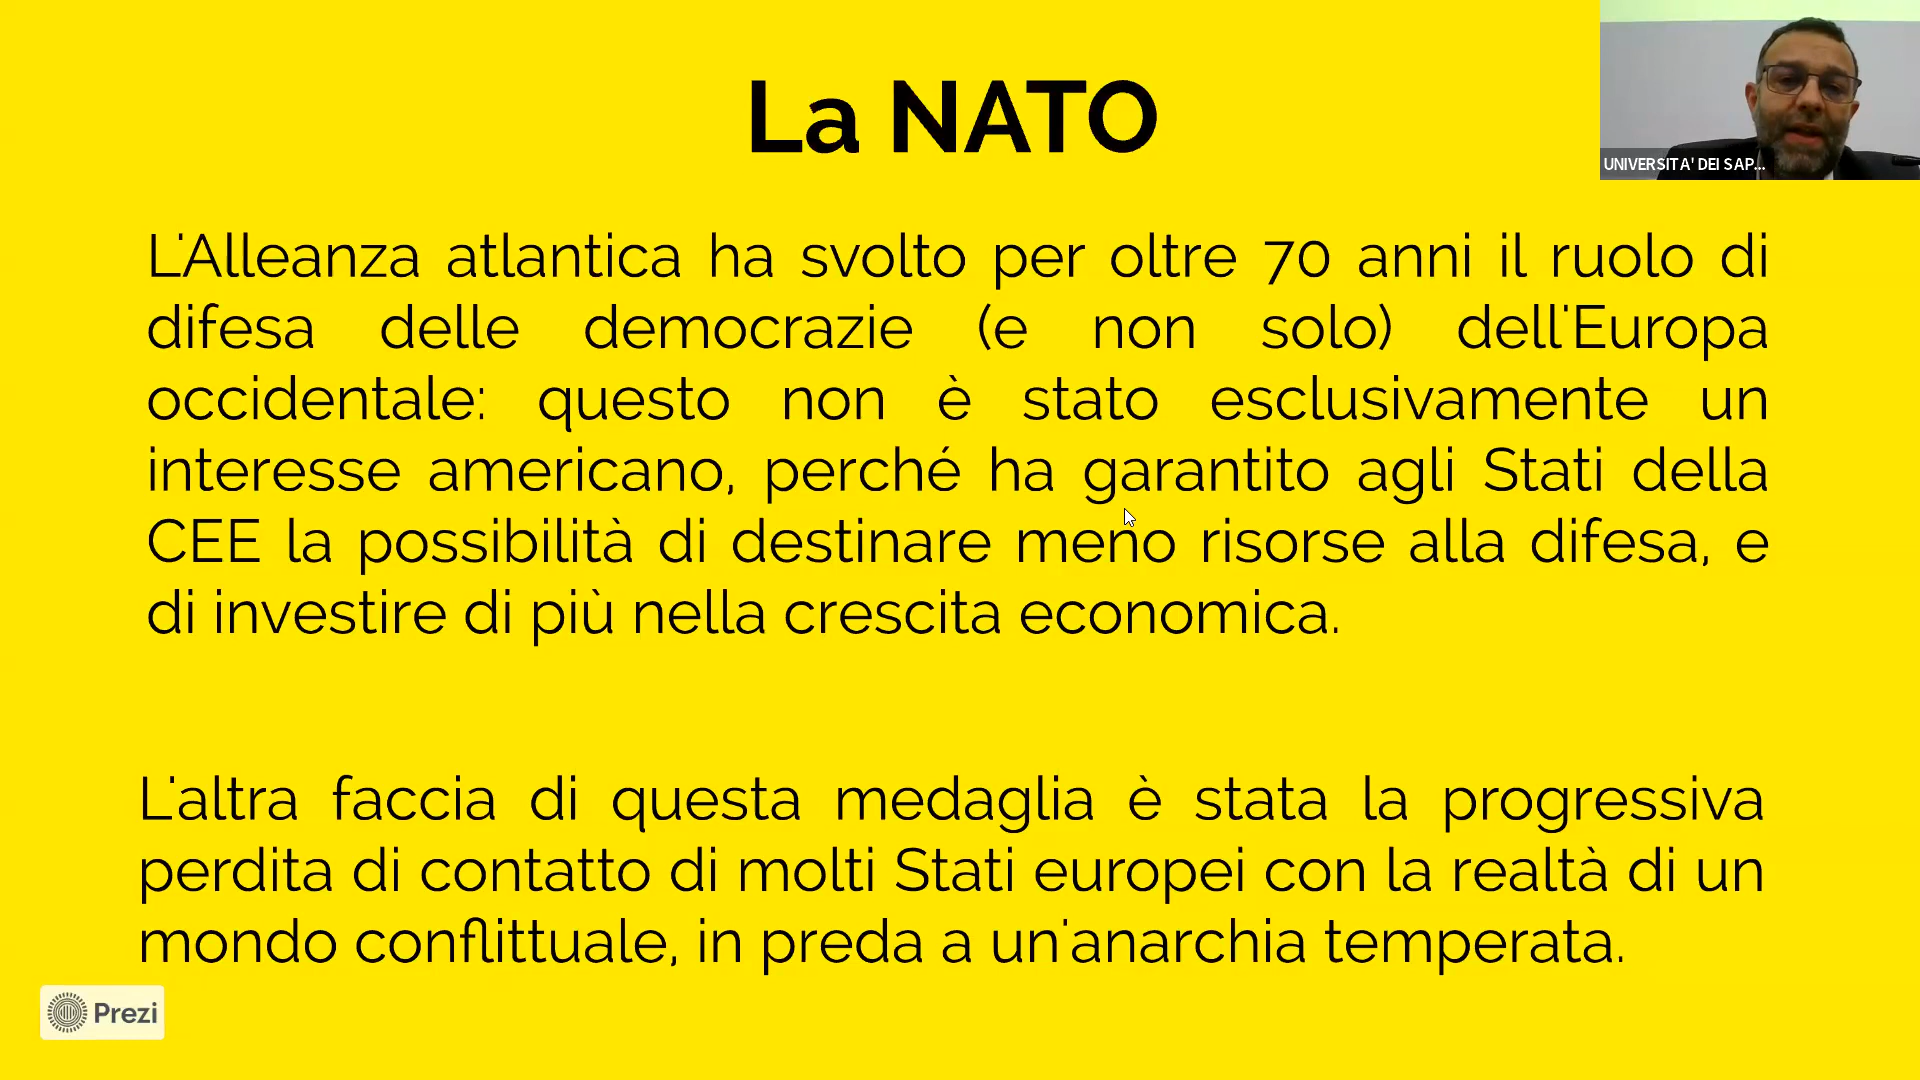 La NATO
UNIVERSITA' DEI SAP...
L'Alleanza atlantica ha svolto per oltre 70 anni il ruolo di
difesa delle democrazie (e non solo) dell'Europa
occidentale: questo non è stato esclusivamente un
interesse americano, perché ha garantito agli Stati della
CEE la possibilità di destinare meno risorse alla difesa, e
di investire di più nella crescita economica.
L'altra faccia di questa medaglia è stata la progressiva
perdita di contatto di molti Stati europei con la realtà di un
mondo conflittuale, in preda a un'anarchia temperata.
Prezi